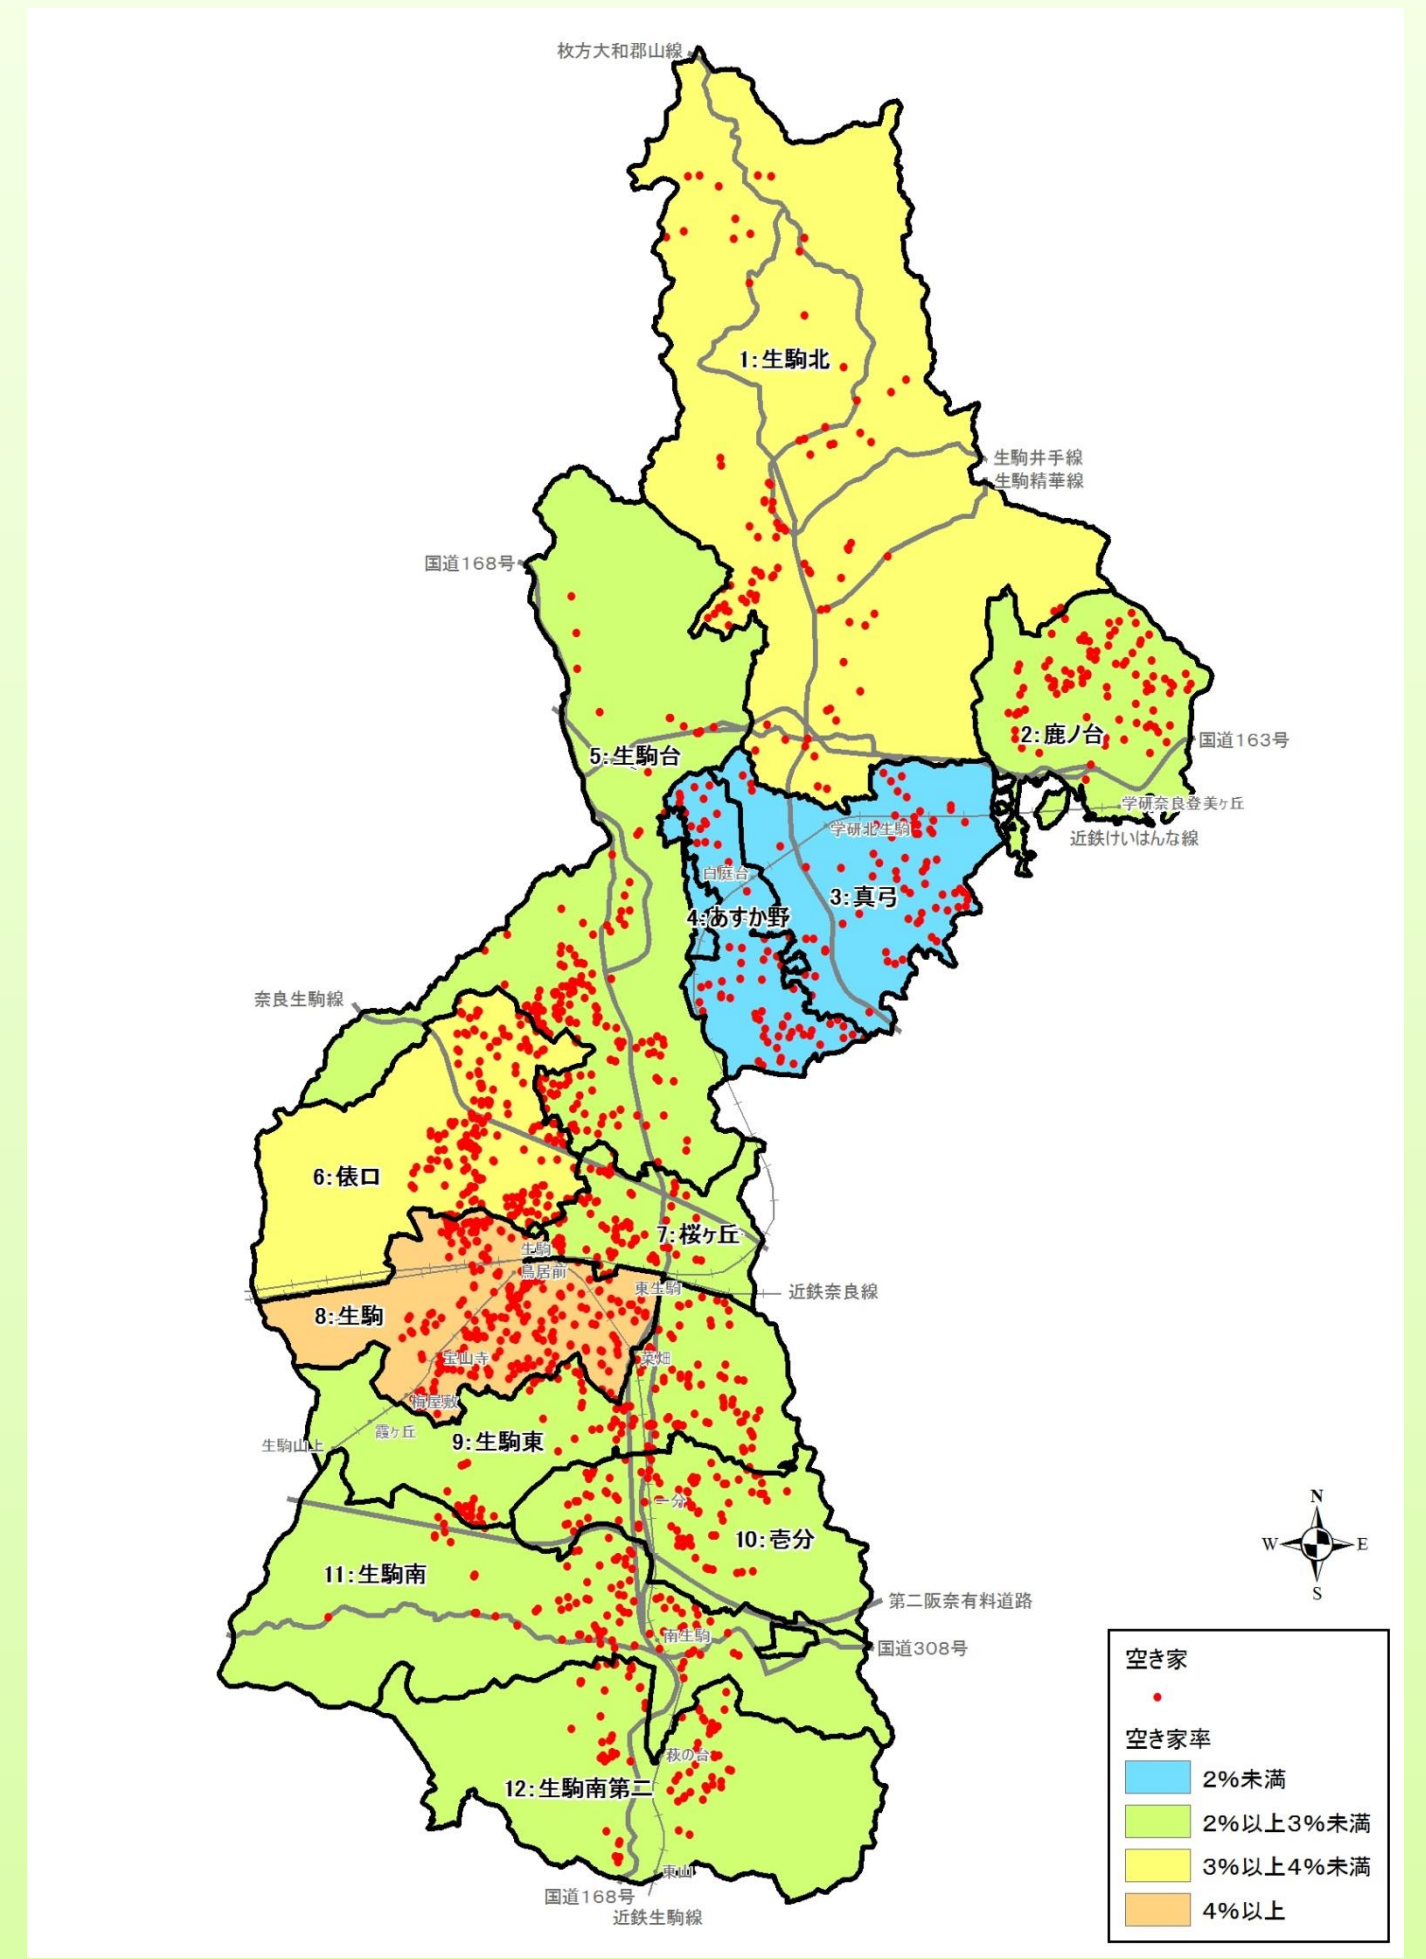 枚方大和郡山線
1:生駒北
生駒井手線
生駒精華線
国道168号
2:鹿ノ台
国道163号
5:生駒台
学研奈良登美ヶ丘
学研北生駒
近鉄けいはんな線
白庭台
3:真弓
4:あすか野
奈良生駒線
6:俵口
7:桜ヶ丘
生駒
鳥居前
東生駒
近鉄奈良線
8:生駒
宝山寺
菜畑
梅屋敷
霞ヶ丘
生駒山上
9:生駒東
一分
10:壱分
11:生駒南
第二阪奈有料道路
南生駒
国道308号
萩の台
12:生駒南第二
東山
国道168号
近鉄生駒線
N
W
E
S
空き家
空き家率
2%未満
2%以上3%未満
3%以上4%未満
4%以上